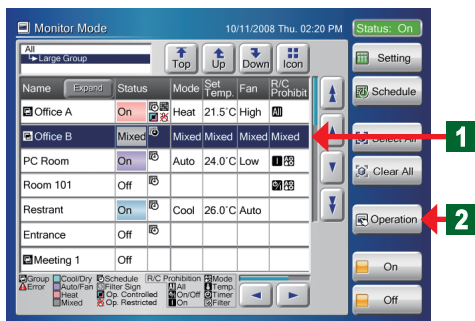 Monitor Mode 10/11/2008 Thu. 02:20 PM Status: On
All
Large Group
Top Up Down Icon
Setting
Name Expand Status Mode Set Temp. Fan R/C Prohibit
Schedule
Office A On Heat 21.5°C High All
Office B Mixed Mixed Mixed Mixed Mixed
1
Select All
PC Room On Auto 24.0°C Low
Clear All
Room 101 Off
Restrant On Cool 26.0°C Auto
Operation
2
Entrance Off
Meeting 1 Off
On
Group Cool/Dry Schedule R/C Prohibition Mode
Error Auto/Fan Filter Sign All Temp.
Heat Op. Controlled On/Off Timer
Mixed Op. Restricted On Filter
Off